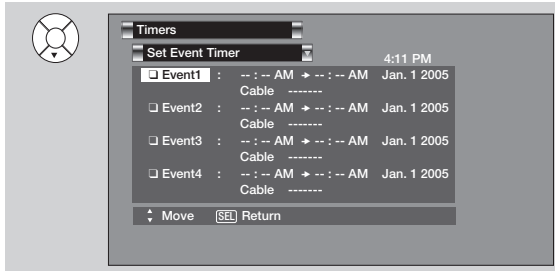 Timers
Set Event Timer
4:11 PM
❑ Event1 : -- : -- AM ➔ -- : -- AM Jan. 1 2005
Cable -------
❑ Event2 : -- : -- AM ➔ -- : -- AM Jan. 1 2005
Cable -------
❑ Event3 : -- : -- AM ➔ -- : -- AM Jan. 1 2005
Cable -------
❑ Event4 : -- : -- AM ➔ -- : -- AM Jan. 1 2005
Cable -------
Move SEL Return